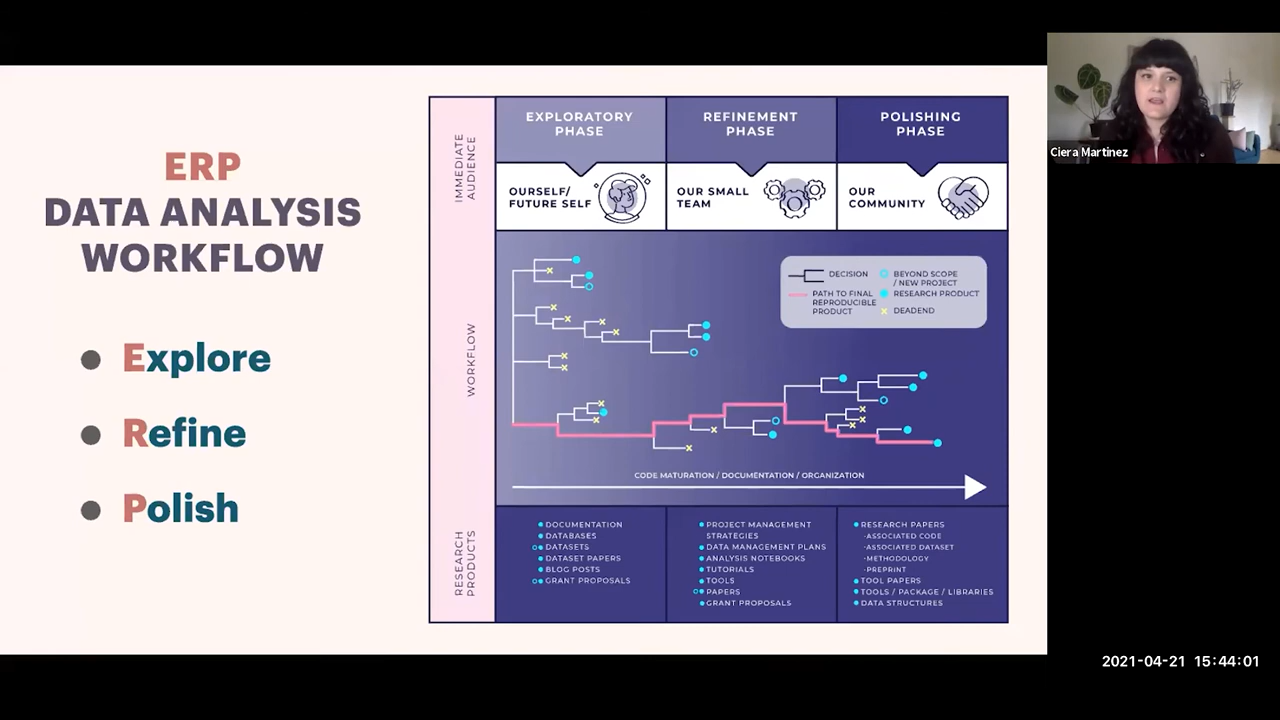 ERP
DATA ANALYSIS
WORKFLOW
Explore
Refine
Polish
IMMEDIATE
AUDIENCE
EXPLORATORY
PHASE
REFINEMENT
PHASE
POLISHING
PHASE
OURSELF/
FUTURE SELF
OUR SMALL
TEAM
OUR
COMMUNITY
WORKFLOW
DECISION
PATH TO FINAL
REPRODUCIBLE
PRODUCT
BEYOND SCOPE
/ NEW PROJECT
RESEARCH PRODUCT
DEADEND
CODE MATURATION / DOCUMENTATION / ORGANIZATION
RESEARCH
PRODUCTS
DOCUMENTATION
DATABASES
DATASETS
DATASET PAPERS
BLOG POSTS
GRANT PROPOSALS
PROJECT MANAGEMENT
STRATEGIES
DATA MANAGEMENT PLANS
ANALYSIS NOTEBOOKS
TUTORIALS
TOOLS
PAPERS
GRANT PROPOSALS
RESEARCH PAPERS
-ASSOCIATED CODE
-ASSOCIATED DATASET
-METHODOLOGY
-PREPRINT
TOOL PAPERS
TOOLS / PACKAGE / LIBRARIES
DATA STRUCTURES
Ciera Martinez
2021-04-21 15:44:01